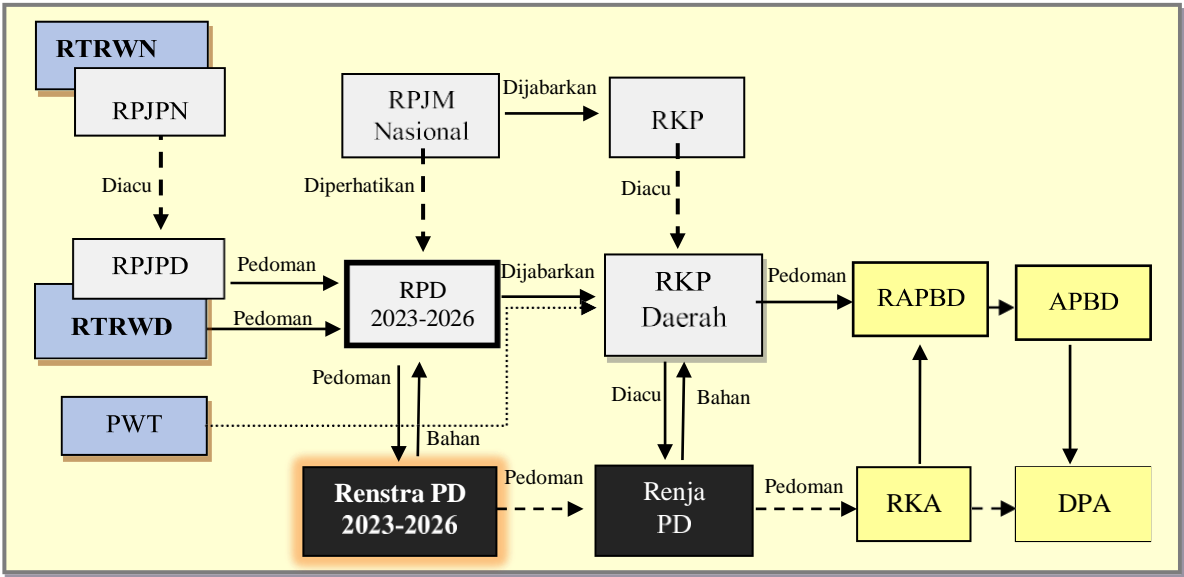 RTRWN
RPJPN
RPJM
Nasional
Dijabarkan
RKP
Diacu
Diperhatikan
Diacu
RPJPD
Pedoman
RPD
2023-2026
Dijabarkan
RKP
Daerah
Pedoman
RAPBD
APBD
RTRWD
Pedoman
Pedoman
Bahan
Diacu
Bahan
PWT
Renstra PD
2023-2026
Pedoman
Renja
PD
Pedoman
RKA
DPA